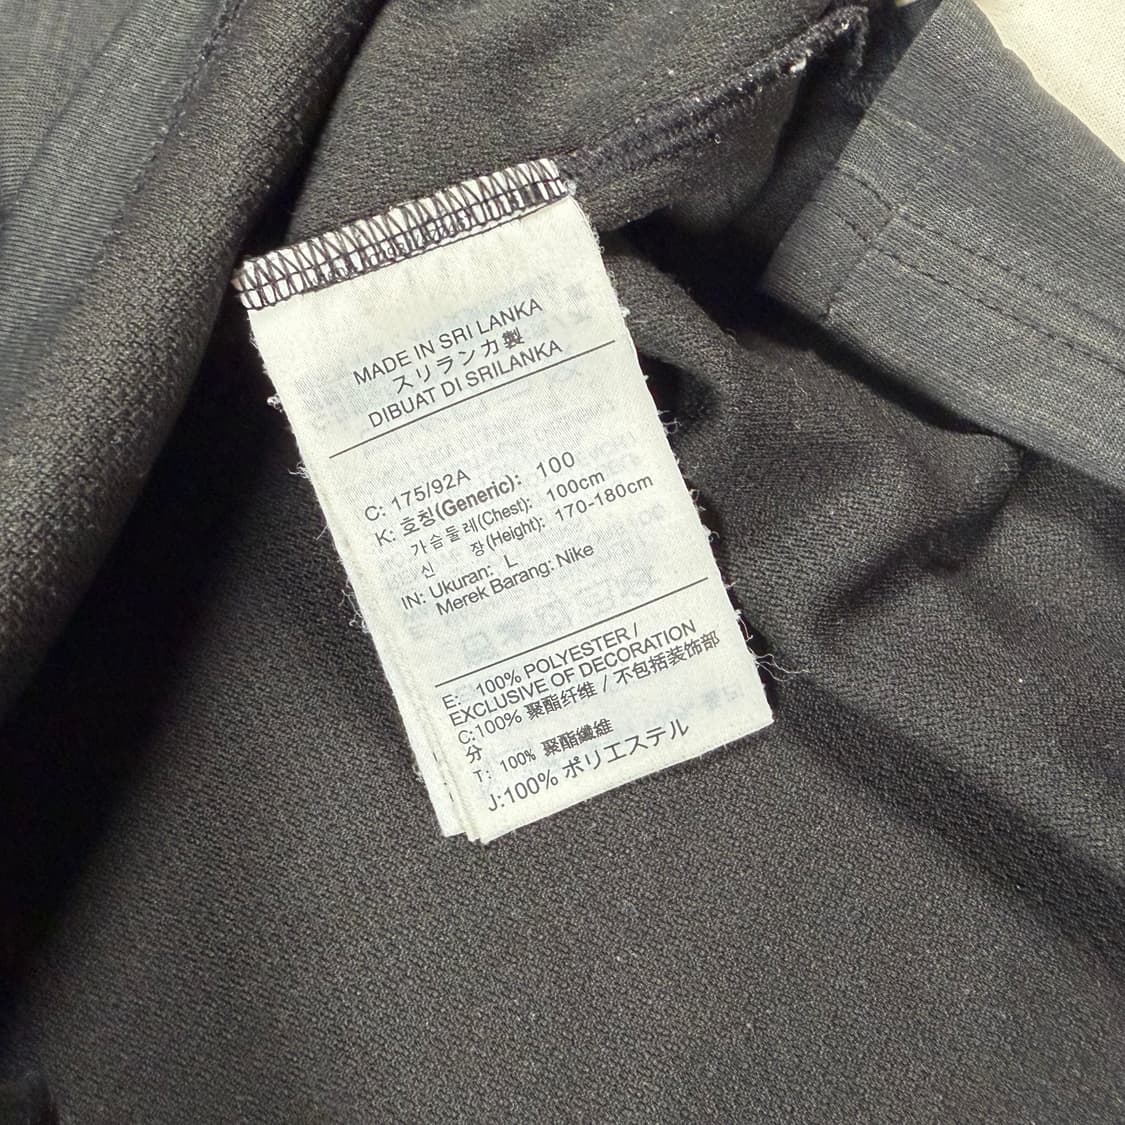 MADE IN SRI LANKA
スリランカ製
DIBUAT DI SRILANKA
C: 175/92A
K: 호칭(Generic): 100
가슴둘레(Chest): 100cm
신 장(Height): 170-180cm
IN: Ukuran: L
Merek Barang: Nike
E: 100% POLYESTER /
EXCLUSIVE OF DECORATION
C:100% 聚酯纤维 / 不包括装饰部
分
T: 100% 聚酯纖維
J:100% ポリエステル